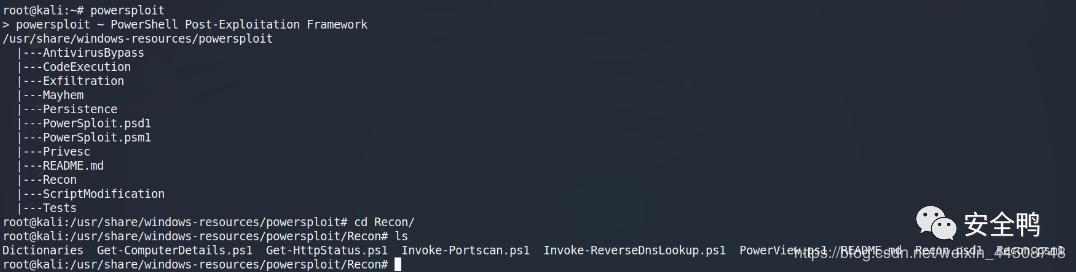 root@kali:~# powersploit
> powersploit ~ PowerShell Post-Exploitation Framework
/usr/share/windows-resources/powersploit
|---AntivirusBypass
|---CodeExecution
|---Exfiltration
|---Mayhem
|---Persistence
|---PowerSploit.psd1
|---PowerSploit.psm1
|---Privesc
|---README.md
|---Recon
|---ScriptModification
|---Tests
root@kali:/usr/share/windows-resources/powersploit# cd Recon/
root@kali:/usr/share/windows-resources/powersploit/Recon# ls
Dictionaries  Get-ComputerDetails.ps1  Get-HttpStatus.ps1  Invoke-Portscan.ps1  Invoke-ReverseDnsLookup.ps1  PowerView.ps1  README.md  Recon.psd1  Recon.psm1
root@kali:/usr/share/windows-resources/powersploit/Recon#
安全鸭
https://blog.csdn.net/weixin_44508748